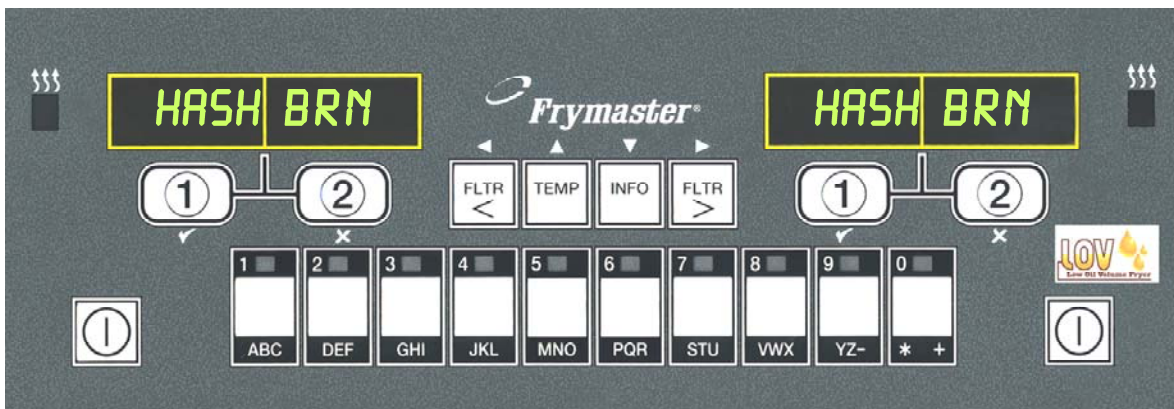 HASH BRN
HASH BRN
Frymaster®
FLTR <
TEMP
INFO
FLTR >
1
2
1
2
1 ABC
2 DEF
3 GHI
4 JKL
5 MNO
6 PQR
7 STU
8 VWX
9 YZ-
0 * +
LOV
Low Oil Volume Fryer